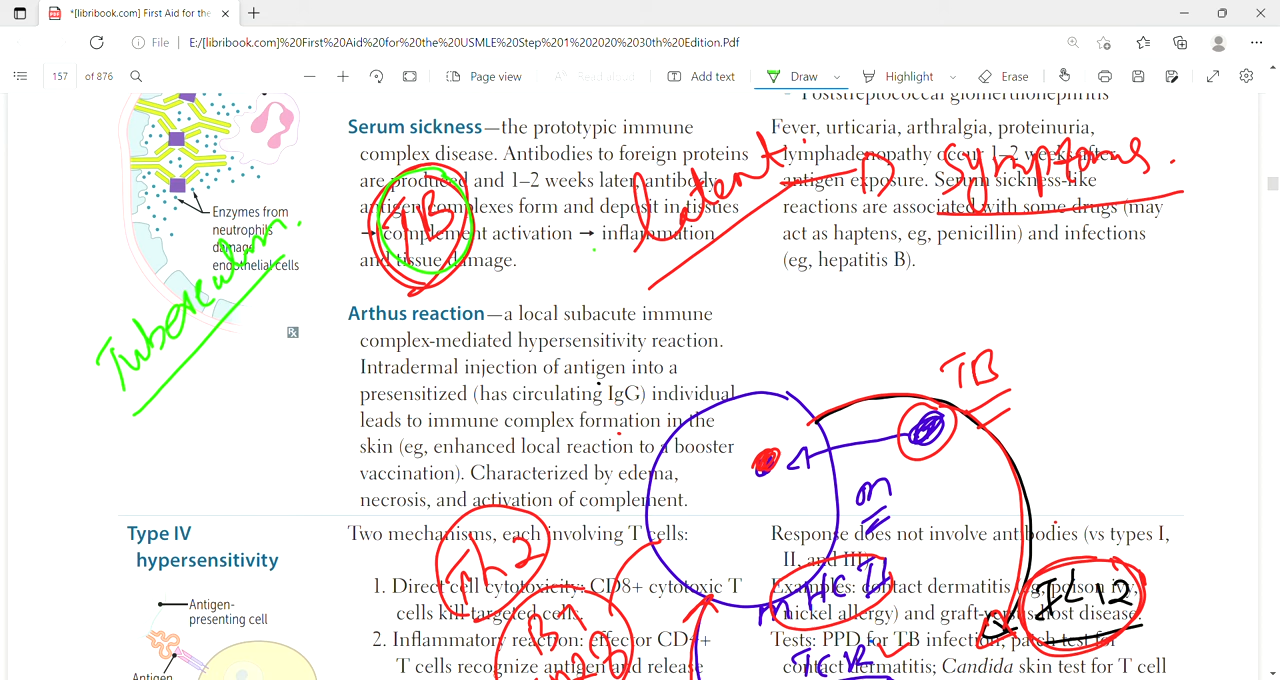 *[libribook.com] First Aid for the
File E:/[libribook.com]%20First%20Aid%20for%20the%20USMLE%20Step%201%202020%2030th%20Edition.Pdf
157 of 876 Page view Read aloud Add text Draw Highlight Erase
Poststreptococcal glomerulonephritis
Serum sickness—the prototypic immune
complex disease. Antibodies to foreign proteins
are produced and 1–2 weeks later, antibody-
antigen complexes form and deposit in tissues
→ complement activation → inflammation
and tissue damage.
Fever, urticaria, arthralgia, proteinuria,
lymphadenopathy occur 1–2 weeks after
antigen exposure. Serum sickness-like
reactions are associated with some drugs (may
act as haptens, eg, penicillin) and infections
(eg, hepatitis B).
Enzymes from
neutrophils
damage
endothelial cells
TB
latent
Symptoms.
Tuberculin.
Rx
Arthus reaction—a local subacute immune
complex-mediated hypersensitivity reaction.
Intradermal injection of antigen into a
presensitized (has circulating IgG) individual
leads to immune complex formation in the
skin (eg, enhanced local reaction to a booster
vaccination). Characterized by edema,
necrosis, and activation of complement.
TB
m
Type IV
hypersensitivity
Two mechanisms, each involving T cells:
1. Direct cell cytotoxicity: CD8+ cytotoxic T
cells kill targeted cells.
2. Inflammatory reaction: effector CD4+
T cells recognize antigen and release
Response does not involve antibodies (vs types I,
II, and III).
Examples: contact dermatitis (eg, poison ivy,
nickel allergy) and graft-versus-host disease.
Tests: PPD for TB infection; patch test for
contact dermatitis; Candida skin test for T cell
Th2
B7
MHC II
IL 12
TCR
Antigen-
presenting cell
Antigen